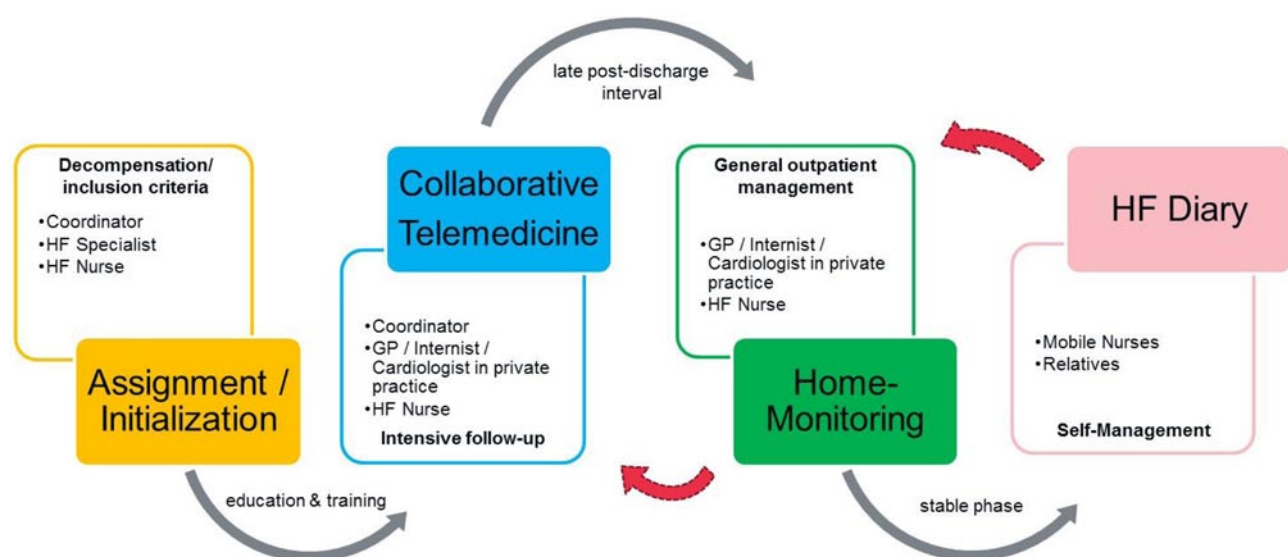 late post-discharge
interval
Decompensation/
inclusion criteria
•Coordinator
•HF Specialist
•HF Nurse
Assignment /
Initialization
education & training
Collaborative
Telemedicine
•Coordinator
•GP / Internist /
Cardiologist in private
practice
•HF Nurse
Intensive follow-up
General outpatient
management
•GP / Internist /
Cardiologist in private
practice
•HF Nurse
Home-
Monitoring
stable phase
HF Diary
•Mobile Nurses
•Relatives
Self-Management